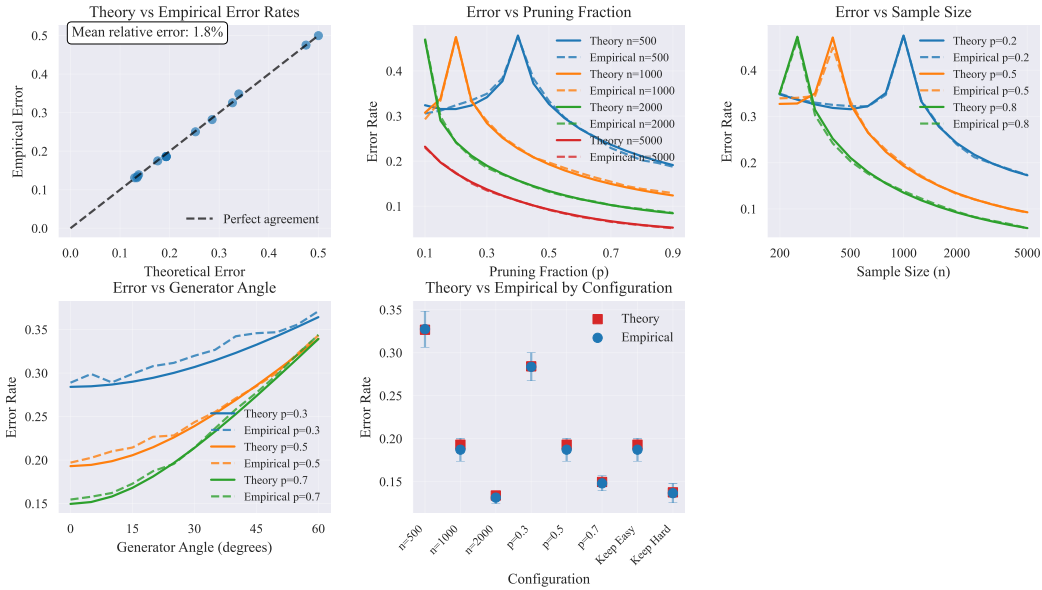 Theory vs Empirical Error Rates
Mean relative error: 1.8%
Empirical Error
0.5
0.4
0.3
0.2
0.1
0.0
Perfect agreement
0.0
0.1
0.2
0.3
0.4
0.5
Theoretical Error
Error vs Pruning Fraction
Error Rate
0.4
0.3
0.2
0.1
Theory n=500
Empirical n=500
Theory n=1000
Empirical n=1000
Theory n=2000
Empirical n=2000
Theory n=5000
Empirical n=5000
0.1
0.3
0.5
0.7
0.9
Pruning Fraction (p)
Error vs Sample Size
Error Rate
0.4
0.3
0.2
0.1
Theory p=0.2
Empirical p=0.2
Theory p=0.5
Empirical p=0.5
Theory p=0.8
Empirical p=0.8
200
500
1000
2000
5000
Sample Size (n)
Error vs Generator Angle
Error Rate
0.35
0.30
0.25
0.20
0.15
Theory p=0.3
Empirical p=0.3
Theory p=0.5
Empirical p=0.5
Theory p=0.7
Empirical p=0.7
0
15
30
45
60
Generator Angle (degrees)
Theory vs Empirical by Configuration
Error Rate
0.35
0.30
0.25
0.20
0.15
Theory
Empirical
n=500
n=1000
n=2000
p=0.3
p=0.5
p=0.7
Keep Easy
Keep Hard
Configuration